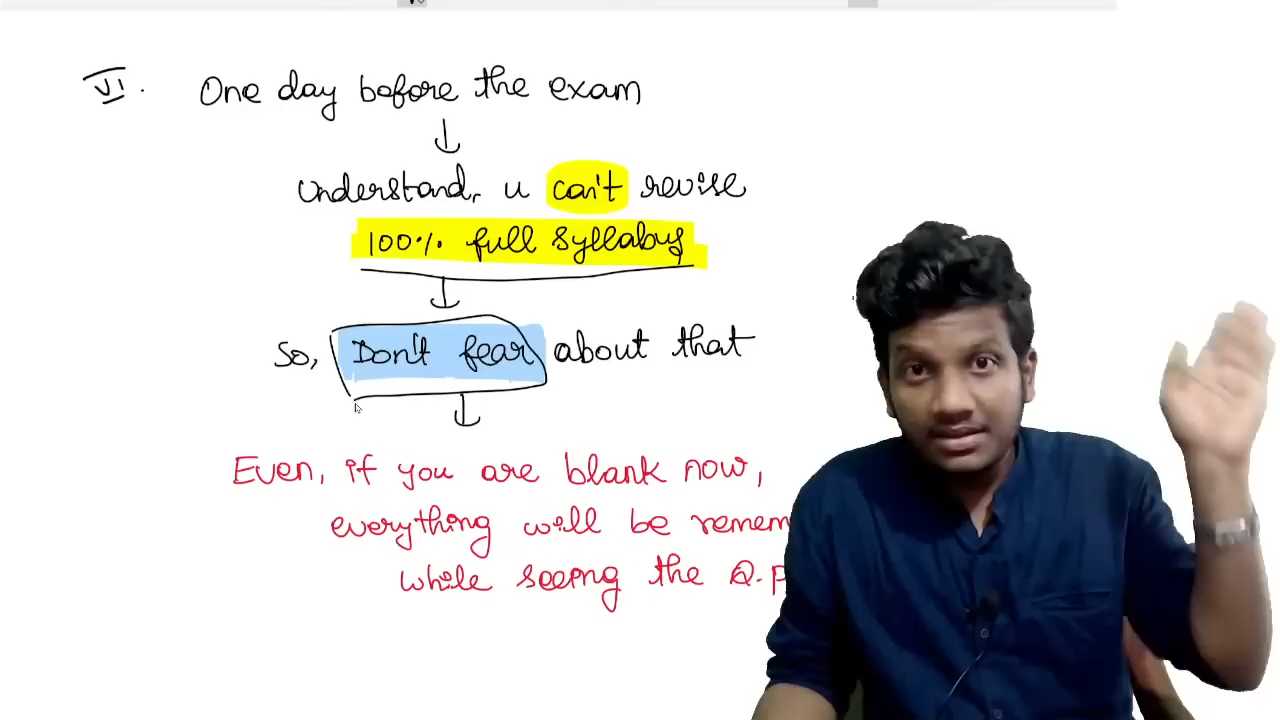 VI. One day before the exam
↓
Understand, u can't revise
100% full syllabus
↓
So, Don't fear about that
↓
Even, if you are blank now,
everything will be
while seeing the